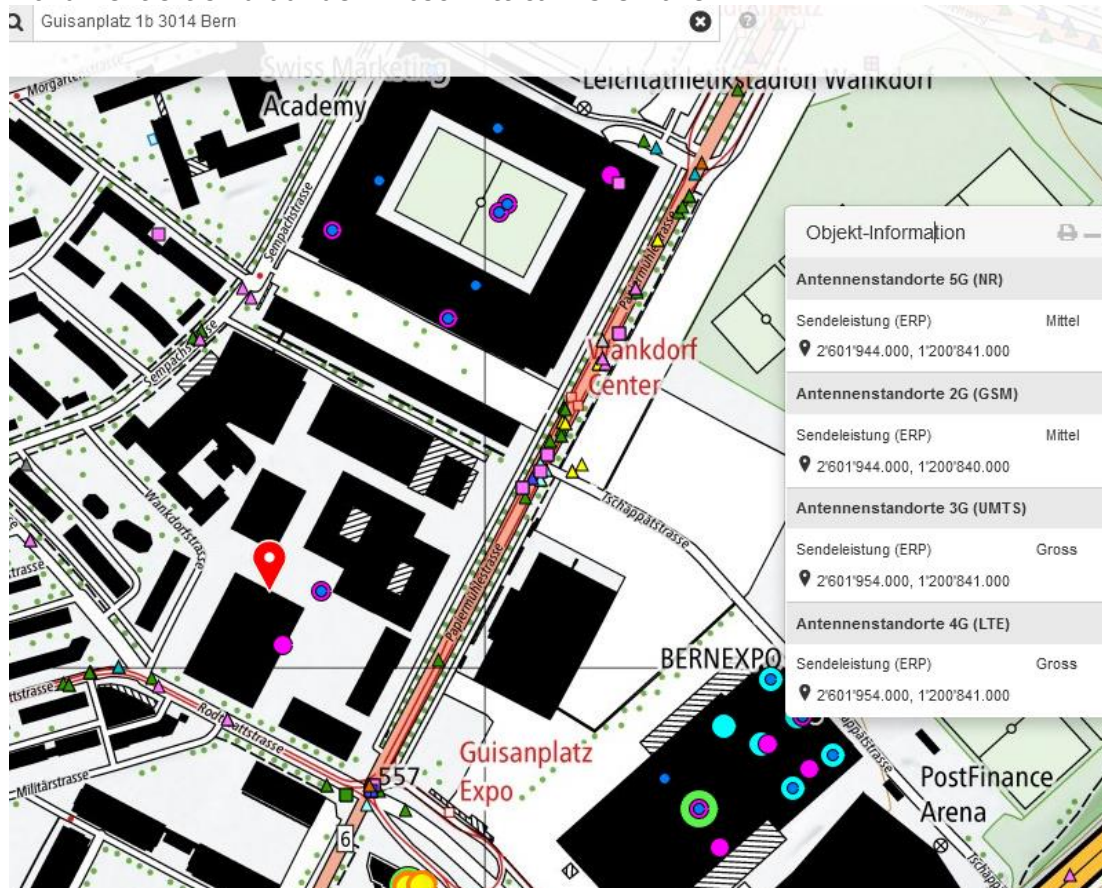 Guisanplatz 1b 3014 Bern
Swiss Marketing
Academy
Leichtathletikstadion Wankdorf
Sempachstrasse
Papiermühlestrasse
Objekt-Information
Antennenstandorte 5G (NR)
Sendeleistung (ERP) Mittel
2'601'944.000, 1'200'841.000
Antennenstandorte 2G (GSM)
Sendeleistung (ERP) Mittel
2'601'944.000, 1'200'840.000
Antennenstandorte 3G (UMTS)
Sendeleistung (ERP) Gross
2'601'954.000, 1'200'841.000
Antennenstandorte 4G (LTE)
Sendeleistung (ERP) Gross
2'601'954.000, 1'200'841.000
Wankdorf
Center
Sempachstrasse
Wankdorfstrasse
Tschäppätstrasse
Papiermühlestrasse
BERNEXPO
Tschäppätstrasse
Rodtmattstrasse
Militärstrasse
557
Guisanplatz
Expo
6
PostFinance
Arena